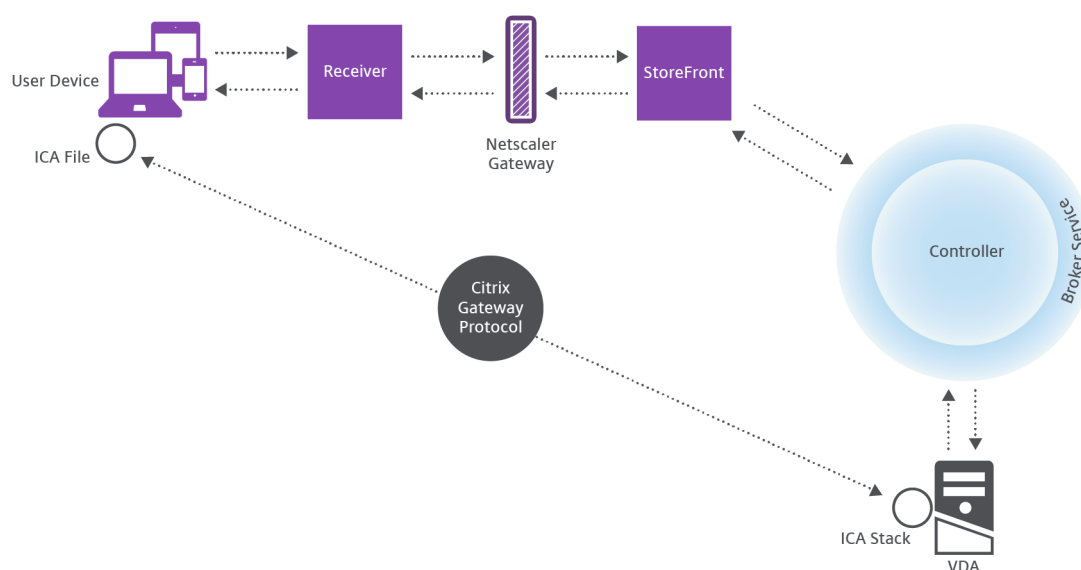 User Device
Receiver
StoreFront
ICA File
Netscaler
Gateway
Controller
Broker Service
Citrix
Gateway
Protocol
ICA Stack
VDA